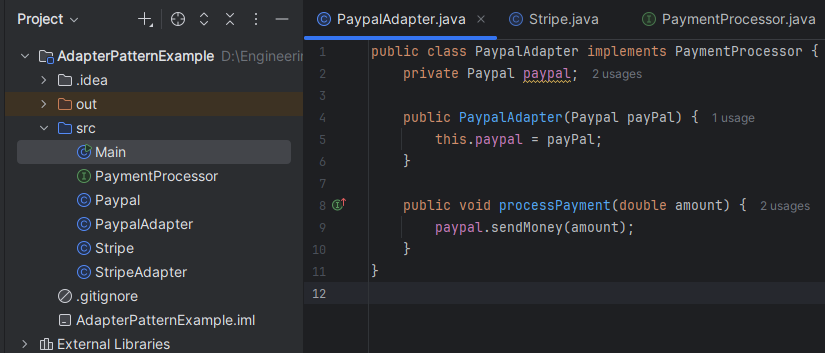 Project
AdapterPatternExample D:\Engineerin
.idea
out
src
Main
PaymentProcessor
Paypal
PaypalAdapter
Stripe
StripeAdapter
.gitignore
AdapterPatternExample.iml
External Libraries
PaypalAdapter.java
Stripe.java
PaymentProcessor.java
1 public class PaypalAdapter implements PaymentProcessor {
2 private Paypal paypal; 2 usages
3
4 public PaypalAdapter(Paypal payPal) { 1 usage
5 this.paypal = payPal;
6 }
7
8 public void processPayment(double amount) { 2 usages
9 paypal.sendMoney(amount);
10 }
11 }
12